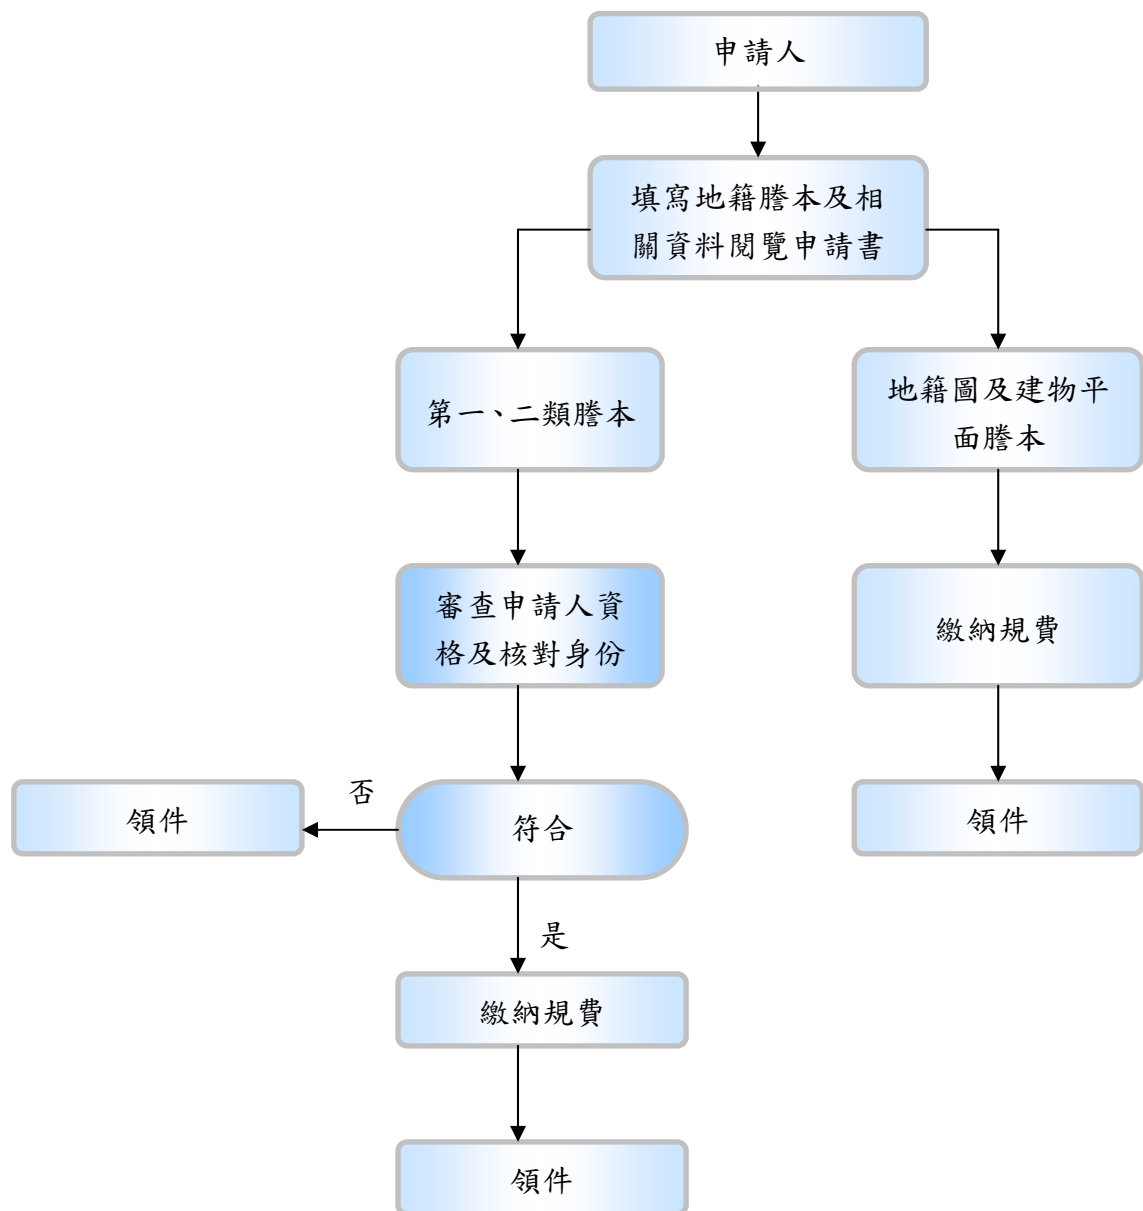 申請人
填寫地籍謄本及相
關資料閱覽申請書
第一、二類謄本
地籍圖及建物平
面謄本
審查申請人資
格及核對身份
繳納規費
否
領件
符合
領件
是
繳納規費
領件